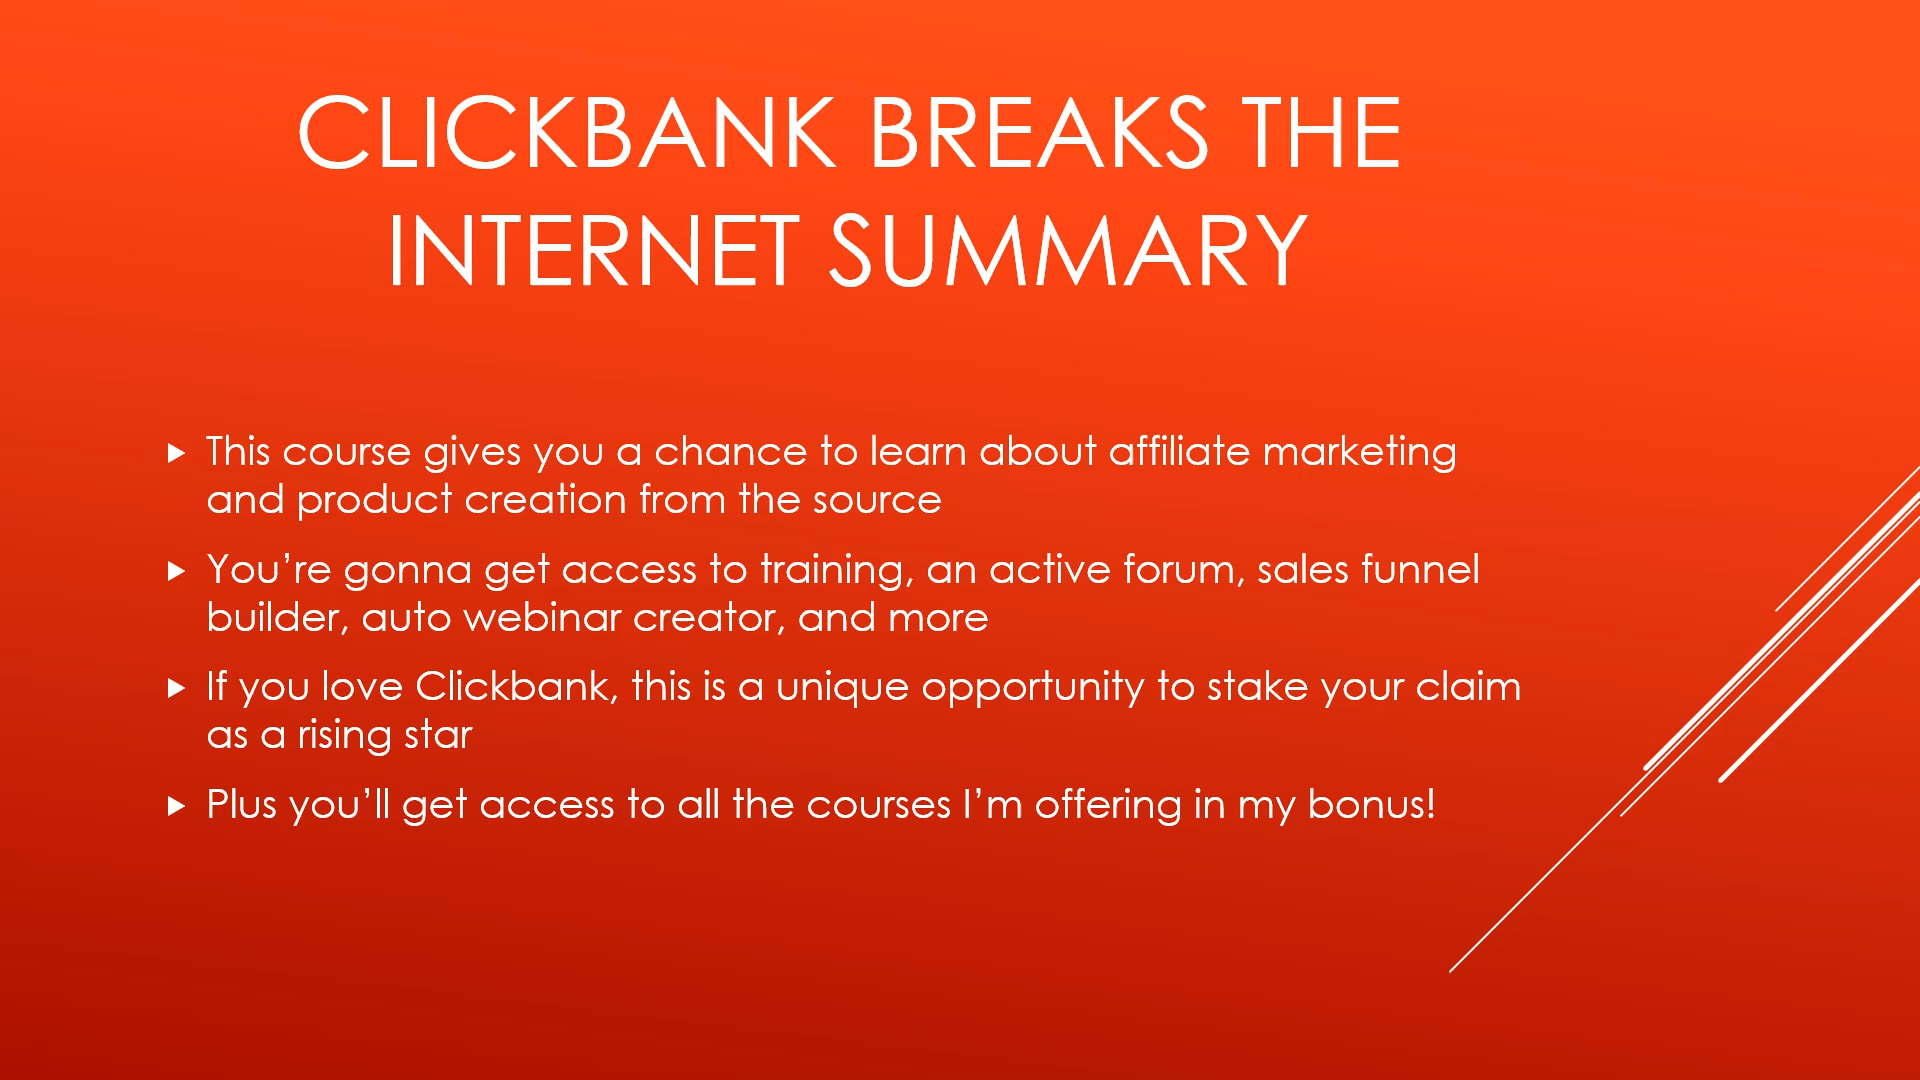 CLICKBANK BREAKS THE
INTERNET SUMMARY
This course gives you a chance to learn about affiliate marketing
and product creation from the source
You’re gonna get access to training, an active forum, sales funnel
builder, auto webinar creator, and more
If you love Clickbank, this is a unique opportunity to stake your claim
as a rising star
Plus you’ll get access to all the courses I’m offering in my bonus!